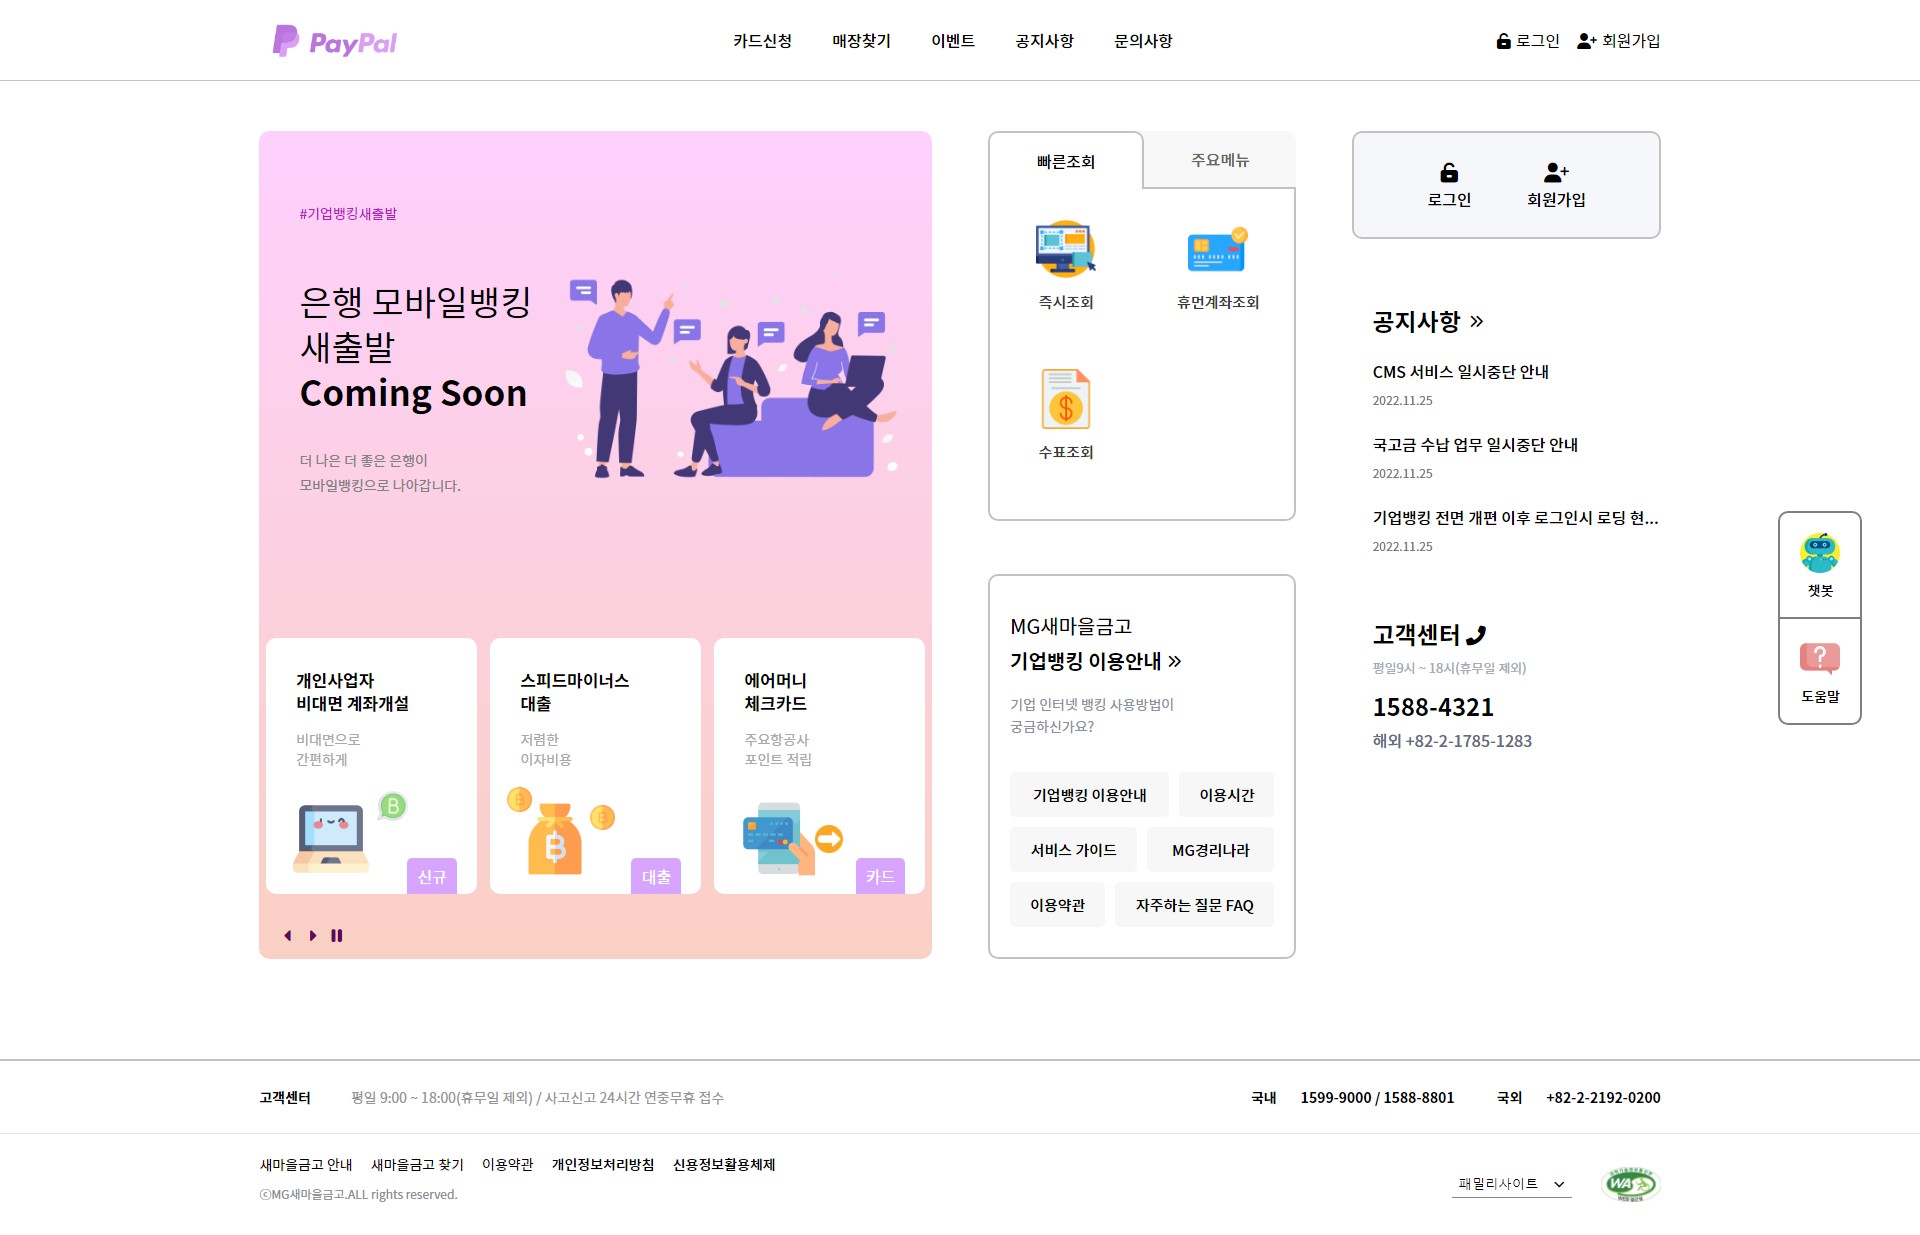 PayPal
카드신청
매장찾기
이벤트
공지사항
문의사항
로그인
회원가입
#기업뱅킹새출발
은행 모바일뱅킹
새출발
Coming Soon
더 나은 더 좋은 은행이
모바일뱅킹으로 나아갑니다.
개인사업자
비대면 계좌개설
비대면으로
간편하게
신규
스피드마이너스
대출
저렴한
이자비용
대출
에어머니
체크카드
주요항공사
포인트 적립
카드
빠른조회
주요메뉴
즉시조회
휴먼계좌조회
수표조회
MG새마을금고
기업뱅킹 이용안내
기업 인터넷 뱅킹 사용방법이
궁금하신가요?
기업뱅킹 이용안내
이용시간
서비스 가이드
MG경리나라
이용약관
자주하는 질문 FAQ
로그인
회원가입
공지사항
CMS 서비스 일시중단 안내
2022.11.25
국고금 수납 업무 일시중단 안내
2022.11.25
기업뱅킹 전면 개편 이후 로그인시 로딩 현...
2022.11.25
고객센터
평일9시 ~ 18시(휴무일 제외)
1588-4321
해외 +82-2-1785-1283
챗봇
도움말
고객센터
평일 9:00 ~ 18:00(휴무일 제외) / 사고신고 24시간 연중무휴 접수
국내
1599-9000 / 1588-8801
국외
+82-2-2192-0200
새마을금고 안내
새마을금고 찾기
이용약관
개인정보처리방침
신용정보활용체제
ⓒMG새마을금고.ALL rights reserved.
패밀리사이트
WA